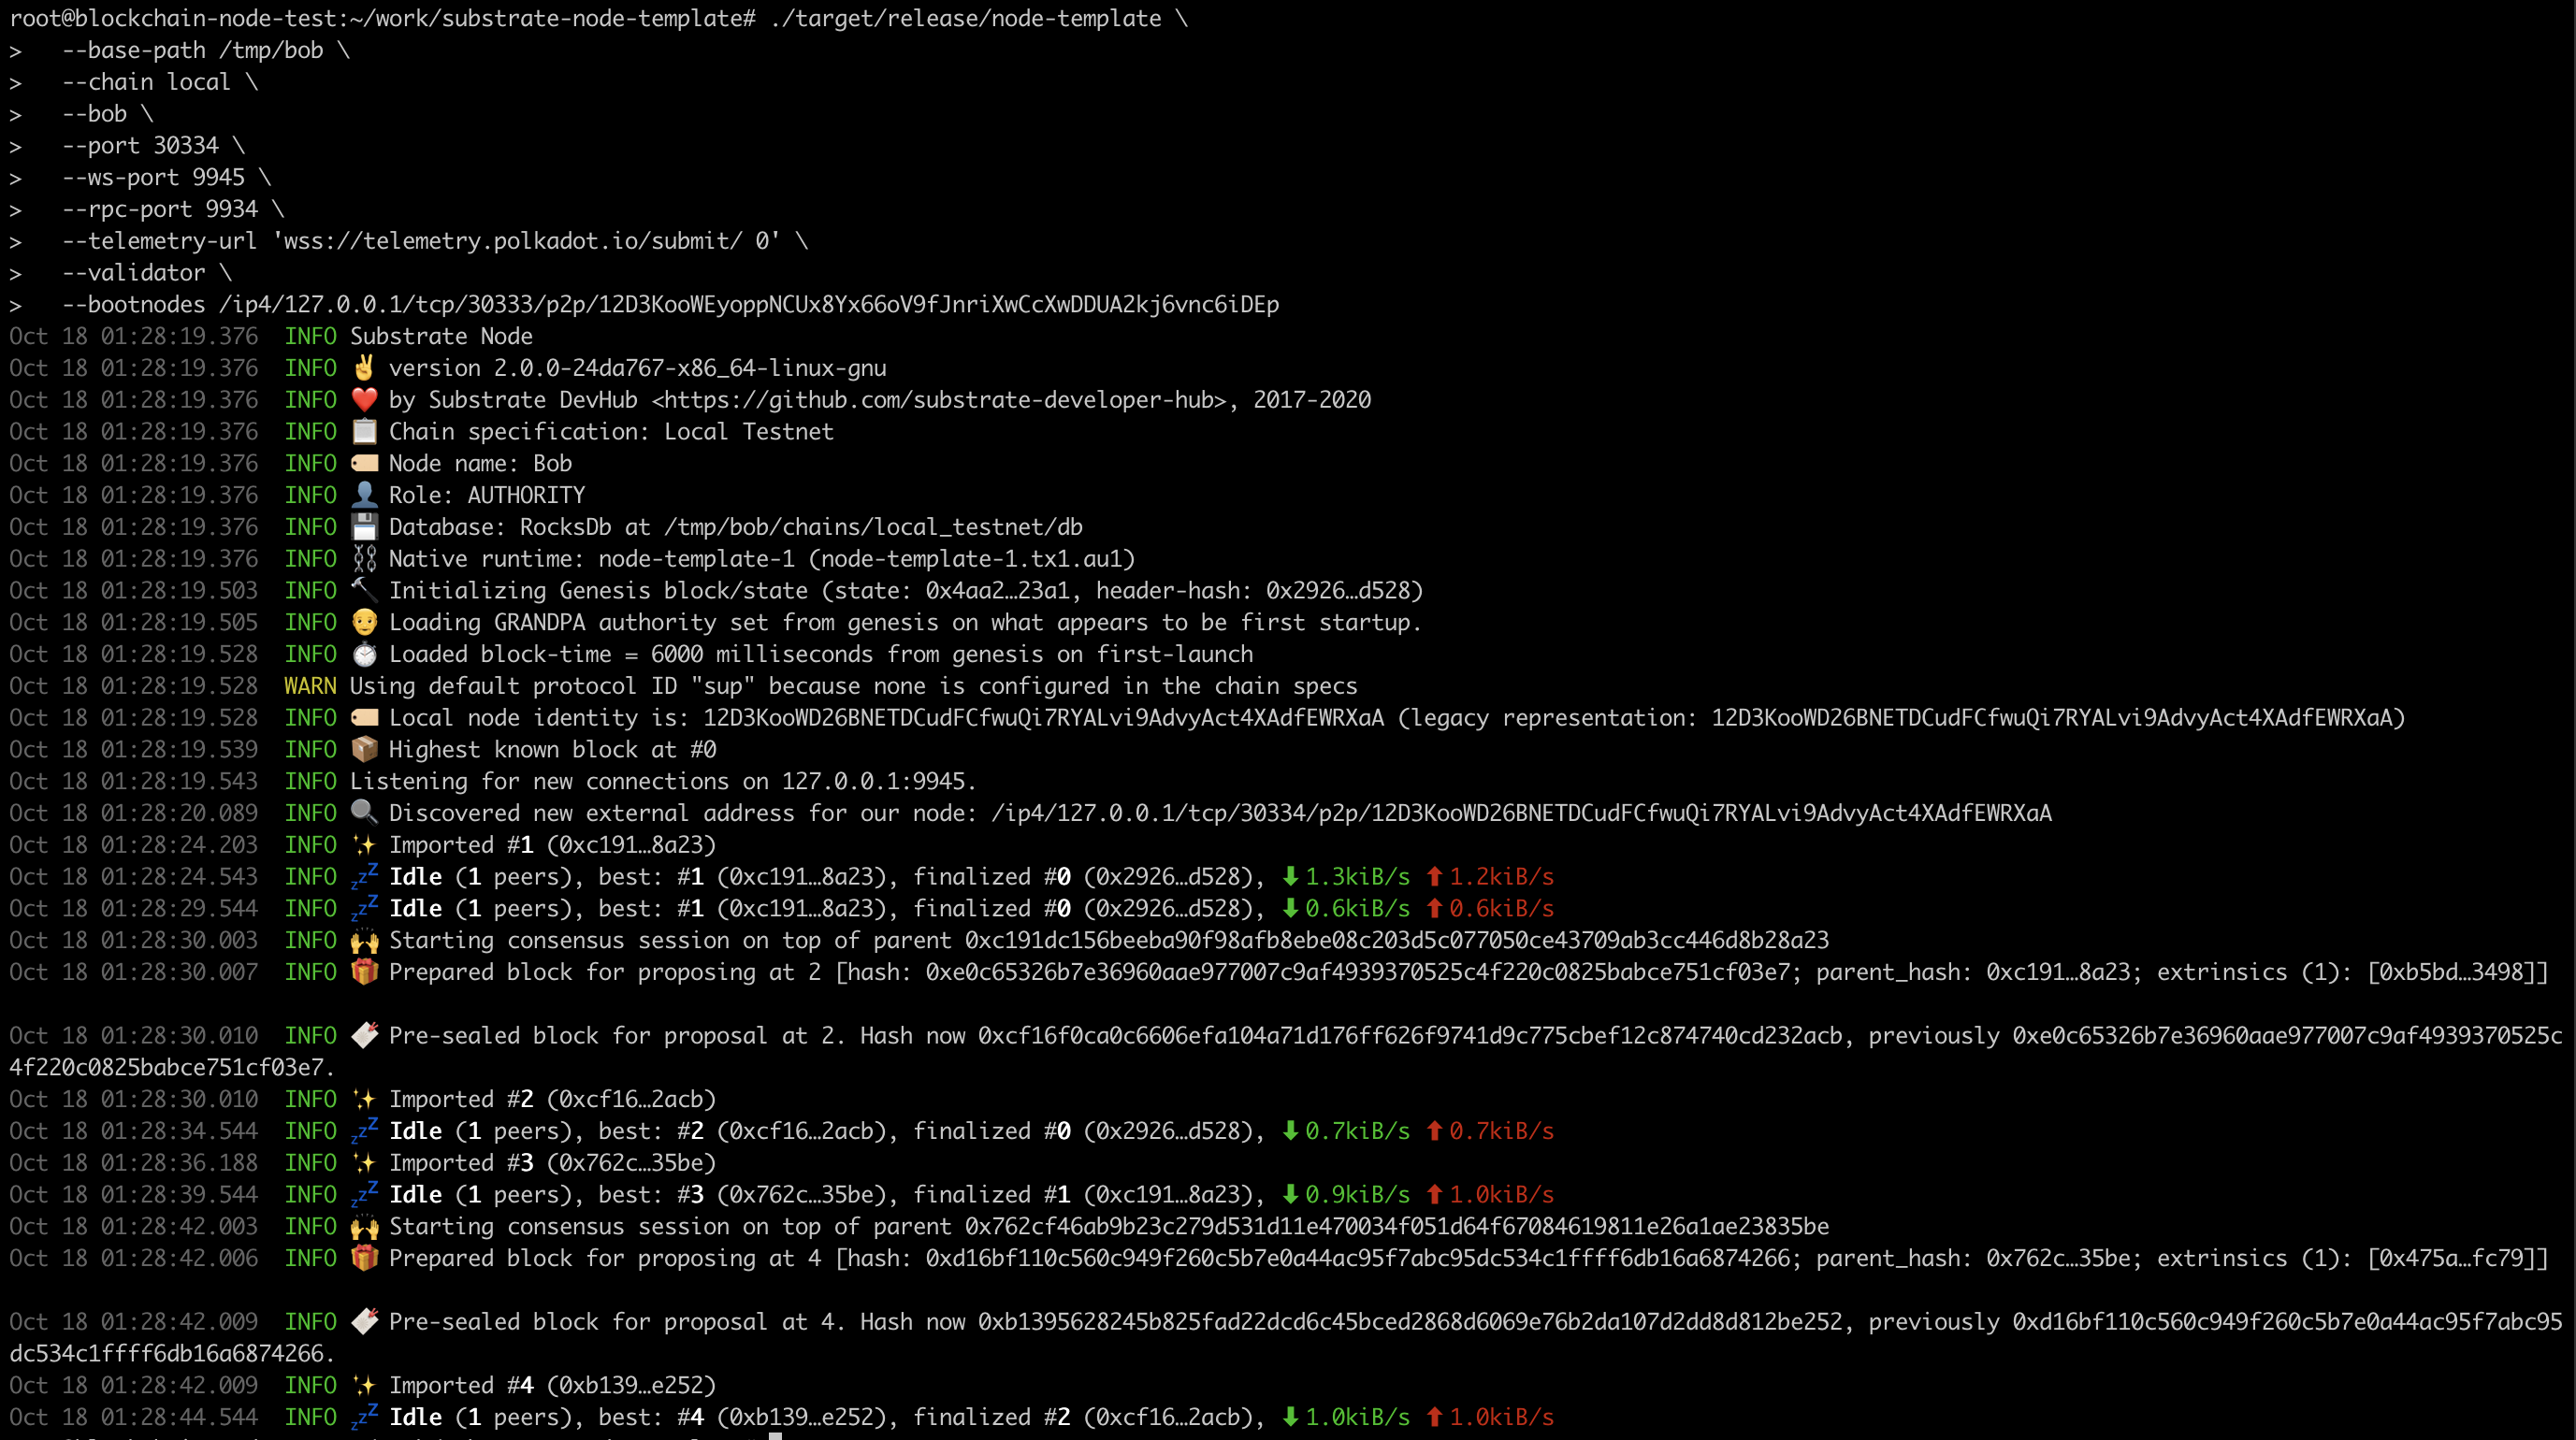 root@blockchain-node-test:~/work/substrate-node-template# ./target/release/node-template \
>   --base-path /tmp/bob \
>   --chain local \
>   --bob \
>   --port 30334 \
>   --ws-port 9945 \
>   --rpc-port 9934 \
>   --telemetry-url 'wss://telemetry.polkadot.io/submit/ 0' \
>   --validator \
>   --bootnodes /ip4/127.0.0.1/tcp/30333/p2p/12D3KooWEyoppNCUx8Yx66oV9fJnriXwCcXwDDUA2kj6vnc6iDEp
Oct 18 01:28:19.376  INFO Substrate Node
Oct 18 01:28:19.376  INFO ✌️ version 2.0.0-24da767-x86_64-linux-gnu
Oct 18 01:28:19.376  INFO ❤️ by Substrate DevHub <https://github.com/substrate-developer-hub>, 2017-2020
Oct 18 01:28:19.376  INFO 📋 Chain specification: Local Testnet
Oct 18 01:28:19.376  INFO 🏷 Node name: Bob
Oct 18 01:28:19.376  INFO 👤 Role: AUTHORITY
Oct 18 01:28:19.376  INFO 💾 Database: RocksDb at /tmp/bob/chains/local_testnet/db
Oct 18 01:28:19.376  INFO ⛓ Native runtime: node-template-1 (node-template-1.tx1.au1)
Oct 18 01:28:19.503  INFO 🔨 Initializing Genesis block/state (state: 0x4aa2…23a1, header-hash: 0x2926…d528)
Oct 18 01:28:19.505  INFO 👴 Loading GRANDPA authority set from genesis on what appears to be first startup.
Oct 18 01:28:19.528  INFO ⏱ Loaded block-time = 6000 milliseconds from genesis on first-launch
Oct 18 01:28:19.528  WARN Using default protocol ID "sup" because none is configured in the chain specs
Oct 18 01:28:19.528  INFO 🏷 Local node identity is: 12D3KooWD26BNETDCudFCfwuQi7RYALvi9AdvyAct4XAdfEWRXaA (legacy representation: 12D3KooWD26BNETDCudFCfwuQi7RYALvi9AdvyAct4XAdfEWRXaA)
Oct 18 01:28:19.539  INFO 📦 Highest known block at #0
Oct 18 01:28:19.543  INFO Listening for new connections on 127.0.0.1:9945.
Oct 18 01:28:20.089  INFO 🔍 Discovered new external address for our node: /ip4/127.0.0.1/tcp/30334/p2p/12D3KooWD26BNETDCudFCfwuQi7RYALvi9AdvyAct4XAdfEWRXaA
Oct 18 01:28:24.203  INFO ✨ Imported #1 (0xc191…8a23)
Oct 18 01:28:24.543  INFO 💤 Idle (1 peers), best: #1 (0xc191…8a23), finalized #0 (0x2926…d528), ⬇ 1.3kiB/s ⬆ 1.2kiB/s
Oct 18 01:28:29.544  INFO 💤 Idle (1 peers), best: #1 (0xc191…8a23), finalized #0 (0x2926…d528), ⬇ 0.6kiB/s ⬆ 0.6kiB/s
Oct 18 01:28:30.003  INFO 🙌 Starting consensus session on top of parent 0xc191dc156beeba90f98afb8ebe08c203d5c077050ce43709ab3cc446d8b28a23
Oct 18 01:28:30.007  INFO 🎁 Prepared block for proposing at 2 [hash: 0xe0c65326b7e36960aae977007c9af4939370525c4f220c0825babce751cf03e7; parent_hash: 0xc191…8a23; extrinsics (1): [0xb5bd…3498]]
Oct 18 01:28:30.010  INFO 🔖 Pre-sealed block for proposal at 2. Hash now 0xcf16f0ca0c6606efa104a71d176ff626f9741d9c775cbef12c874740cd232acb, previously 0xe0c65326b7e36960aae977007c9af4939370525c
4f220c0825babce751cf03e7.
Oct 18 01:28:30.010  INFO ✨ Imported #2 (0xcf16…2acb)
Oct 18 01:28:34.544  INFO 💤 Idle (1 peers), best: #2 (0xcf16…2acb), finalized #0 (0x2926…d528), ⬇ 0.7kiB/s ⬆ 0.7kiB/s
Oct 18 01:28:36.188  INFO ✨ Imported #3 (0x762c…35be)
Oct 18 01:28:39.544  INFO 💤 Idle (1 peers), best: #3 (0x762c…35be), finalized #1 (0xc191…8a23), ⬇ 0.9kiB/s ⬆ 1.0kiB/s
Oct 18 01:28:42.003  INFO 🙌 Starting consensus session on top of parent 0x762cf46ab9b23c279d531d11e470034f051d64f67084619811e26a1ae23835be
Oct 18 01:28:42.006  INFO 🎁 Prepared block for proposing at 4 [hash: 0xd16bf110c560c949f260c5b7e0a44ac95f7abc95dc534c1ffff6db16a6874266; parent_hash: 0x762c…35be; extrinsics (1): [0x475a…fc79]]
Oct 18 01:28:42.009  INFO 🔖 Pre-sealed block for proposal at 4. Hash now 0xb1395628245b825fad22dcd6c45bced2868d6069e76b2da107d2dd8d812be252, previously 0xd16bf110c560c949f260c5b7e0a44ac95f7abc95
dc534c1ffff6db16a6874266.
Oct 18 01:28:42.009  INFO ✨ Imported #4 (0xb139…e252)
Oct 18 01:28:44.544  INFO 💤 Idle (1 peers), best: #4 (0xb139…e252), finalized #2 (0xcf16…2acb), ⬇ 1.0kiB/s ⬆ 1.0kiB/s